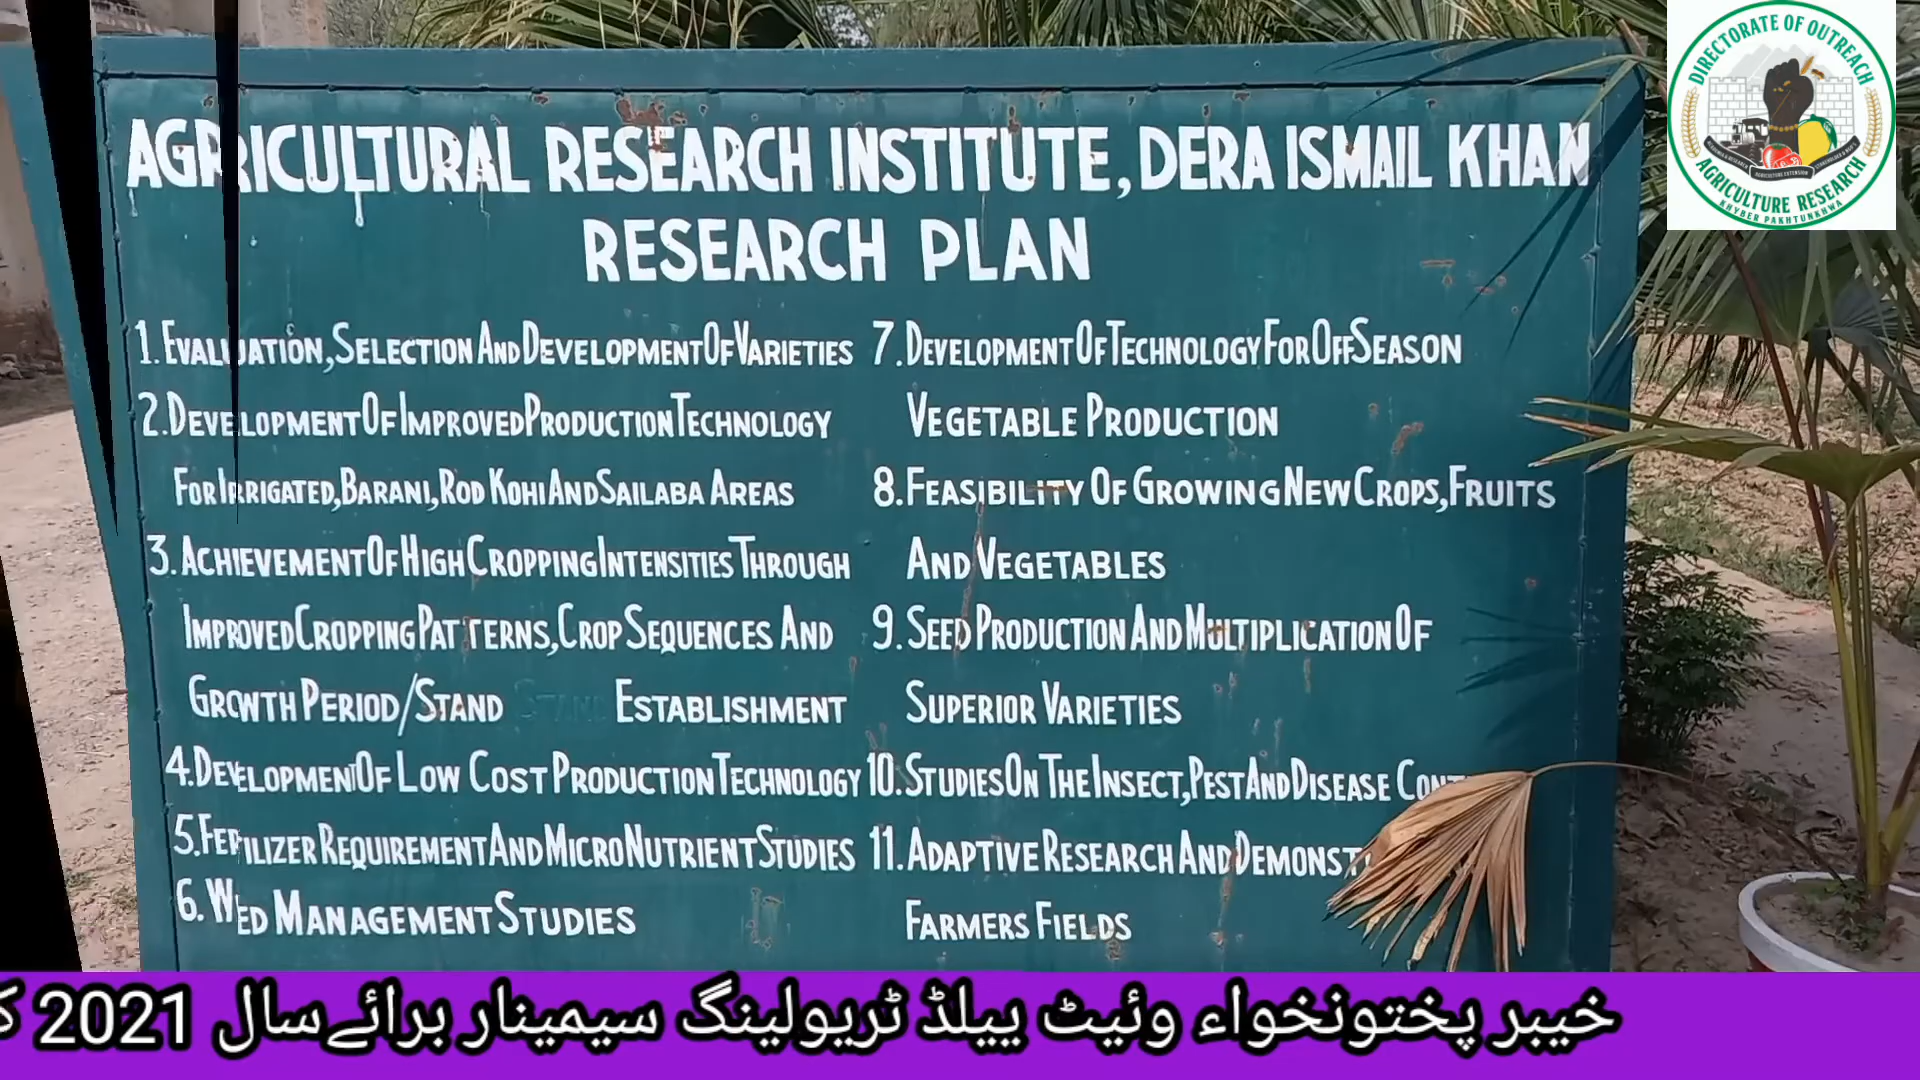 AGRICULTURAL RESEARCH INSTITUTE, DERA ISMAIL KHAN
RESEARCH PLAN
1. EVALUATION, SELECTION AND DEVELOPMENT OF VARIETIES
2. DEVELOPMENT OF IMPROVED PRODUCTION TECHNOLOGY
FOR IRRIGATED, BARANI, ROD KOHI AND SAILABA AREAS
3. ACHIEVEMENT OF HIGH CROPPING INTENSITIES THROUGH
IMPROVED CROPPING PATTERNS, CROP SEQUENCES AND
GROWTH PERIOD/STAND ESTABLISHMENT
4. DEVELOPMENT OF LOW COST PRODUCTION TECHNOLOGY
5. FERTILIZER REQUIREMENT AND MICRO NUTRIENT STUDIES
6. WEED MANAGEMENT STUDIES
7. DEVELOPMENT OF TECHNOLOGY FOR OFF SEASON
VEGETABLE PRODUCTION
8. FEASIBILITY OF GROWING NEW CROPS, FRUITS
AND VEGETABLES
9. SEED PRODUCTION AND MULTIPLICATION OF
SUPERIOR VARIETIES
10. STUDIES ON THE INSECT, PEST AND DISEASE
11. ADAPTIVE RESEARCH AND
FARMERS FIELDS
DIRECTORATE OF OUTREACH
AGRICULTURE RESEARCH
KHYBER PAKHTUNKHWA
خیبر پختونخواء وئیٹ ییلڈ ٹریولینگ سیمینار برائے سال 2021